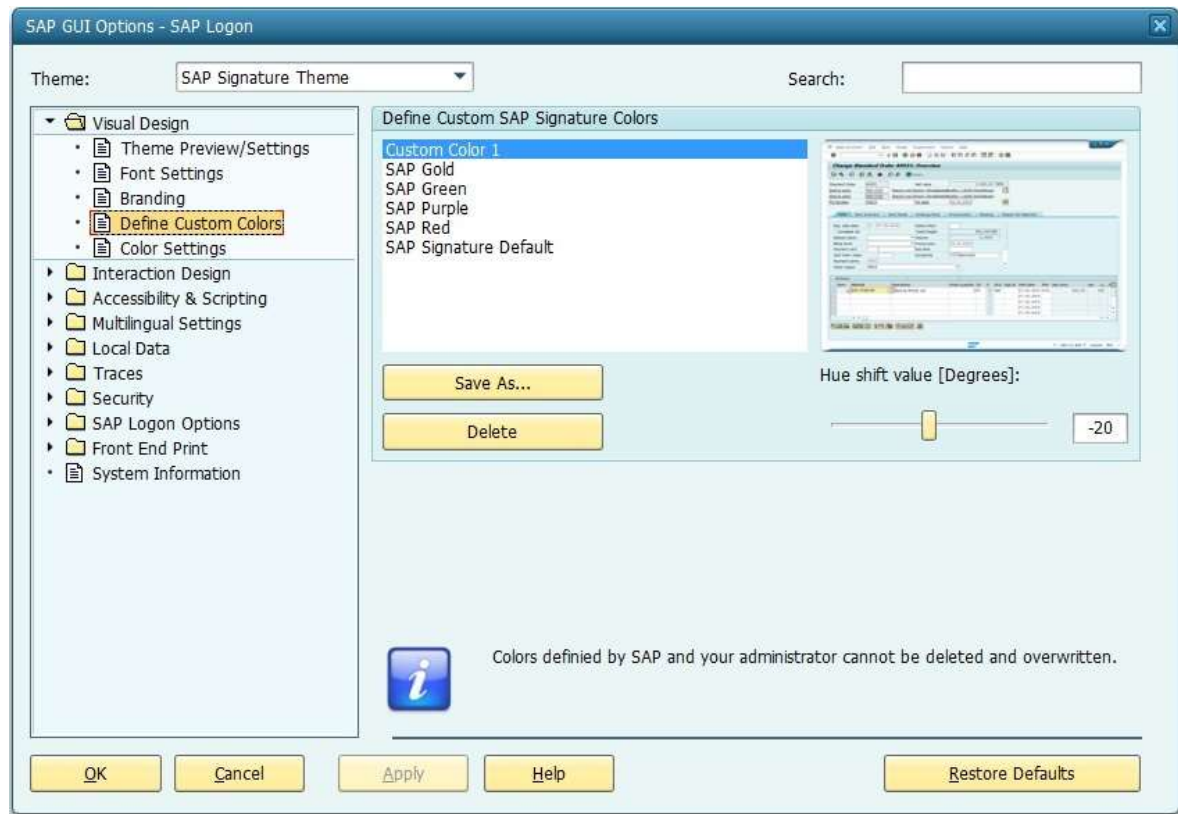 SAP GUI Options - SAP Logon
Theme: SAP Signature Theme Search:
Visual Design
Theme Preview/Settings
Font Settings
Branding
Define Custom Colors
Color Settings
Interaction Design
Accessibility & Scripting
Multilingual Settings
Local Data
Traces
Security
SAP Logon Options
Front End Print
System Information
Define Custom SAP Signature Colors
Custom Color 1
SAP Gold
SAP Green
SAP Purple
SAP Red
SAP Signature Default
Save As...
Delete
Hue shift value [Degrees]:
-20
Colors definied by SAP and your administrator cannot be deleted and overwritten.
OK Cancel Apply Help Restore Defaults